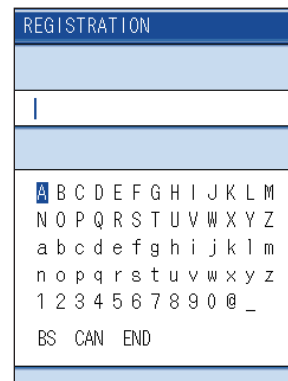 REGISTRATION
A B C D E F G H I J K L M
N O P Q R S T U V W X Y Z
a b c d e f g h i j k l m
n o p q r s t u v w x y z
1 2 3 4 5 6 7 8 9 0 @ _
BS CAN END